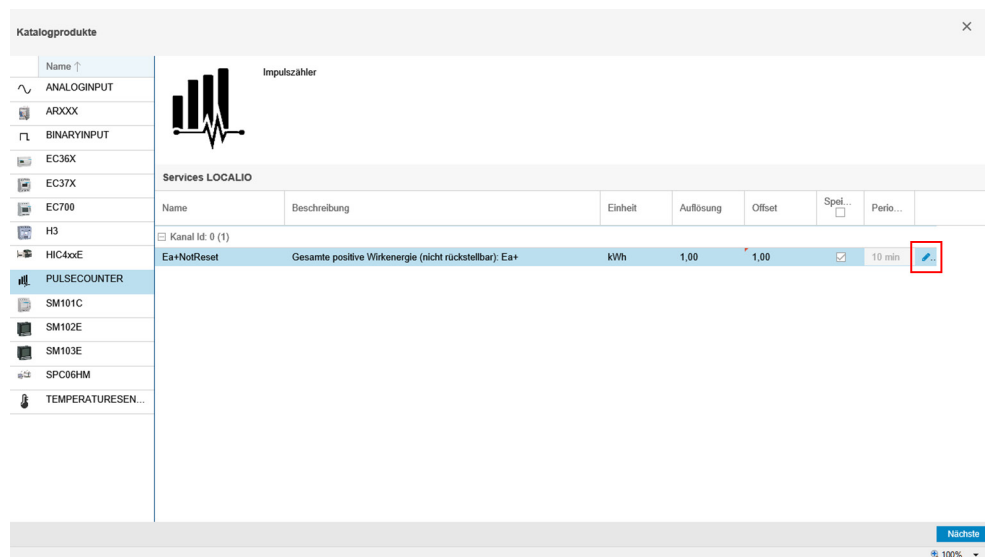 Katalogprodukte
Name ↑
ANALOGINPUT
ARXXX
BINARYINPUT
EC36X
EC37X
EC700
H3
HIC4xxE
PULSECOUNTER
SM101C
SM102E
SM103E
SPC06HM
TEMPERATURESEN...
Impulszähler
Services LOCALIO
Name Beschreibung Einheit Auflösung Offset Spei... Perio...
Kanal Id: 0 (1)
Ea+NotReset Gesamte positive Wirkenergie (nicht rückstellbar): Ea+ kWh 1,00 1,00 10 min ..
Nächste
100%